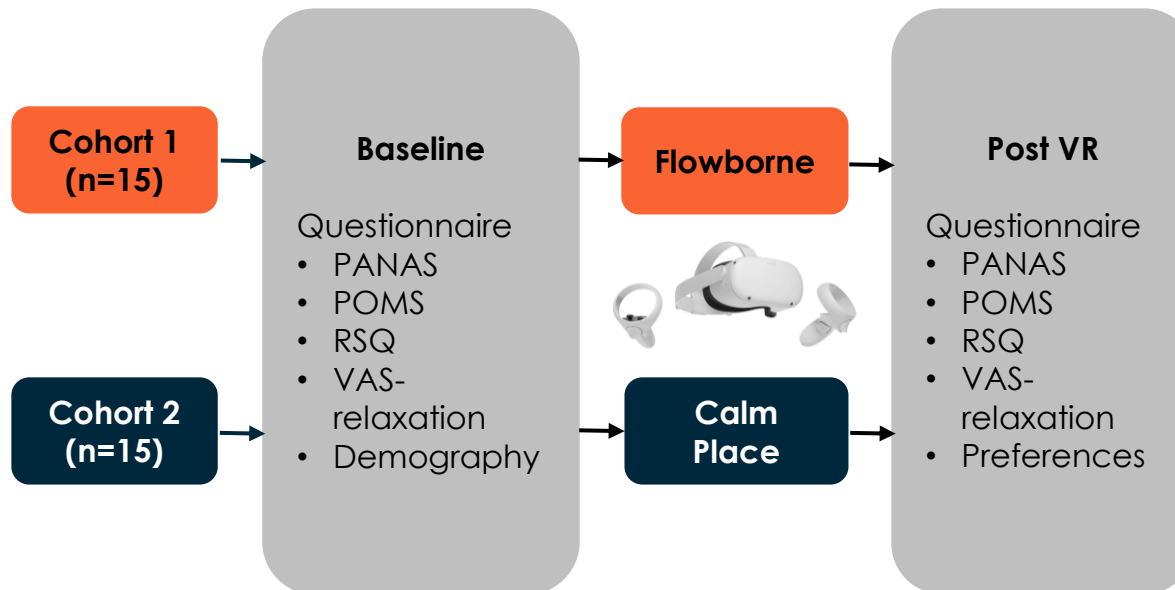 Cohort 1
(n=15)
Cohort 2
(n=15)
Baseline
Questionnaire
• PANAS
• POMS
• RSQ
• VAS-
relaxation
• Demography
Flowborne
Calm
Place
Post VR
Questionnaire
• PANAS
• POMS
• RSQ
• VAS-
relaxation
• Preferences